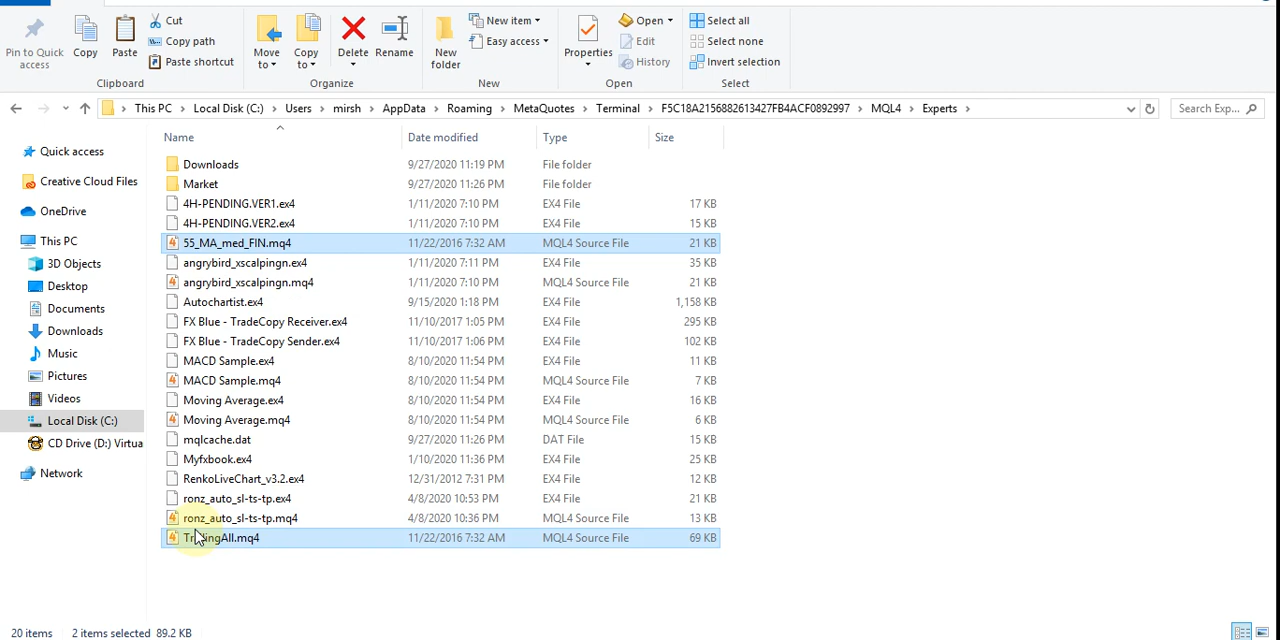 Pin to Quick access
Copy
Paste
Cut
Copy path
Paste shortcut
Clipboard
Move to
Copy to
Delete
Rename
Organize
New folder
New item
Easy access
New
Properties
Open
Edit
History
Open
Select all
Select none
Invert selection
Select
This PC > Local Disk (C:) > Users > mirsh > AppData > Roaming > MetaQuotes > Terminal > F5C18A2156882613427FB4ACF0892997 > MQL4 > Experts >
Search Exp...
Quick access
Creative Cloud Files
OneDrive
This PC
3D Objects
Desktop
Documents
Downloads
Music
Pictures
Videos
Local Disk (C:)
CD Drive (D:) Virtua
Network
Name Date modified Type Size
Downloads 9/27/2020 11:19 PM File folder
Market 9/27/2020 11:26 PM File folder
4H-PENDING.VER1.ex4 1/11/2020 7:10 PM EX4 File 17 KB
4H-PENDING.VER2.ex4 1/11/2020 7:10 PM EX4 File 15 KB
55_MA_med_FIN.mq4 11/22/2016 7:32 AM MQL4 Source File 21 KB
angrybird_xscalpingn.ex4 1/11/2020 7:11 PM EX4 File 35 KB
angrybird_xscalpingn.mq4 1/11/2020 7:10 PM MQL4 Source File 21 KB
Autochartist.ex4 9/15/2020 1:18 PM EX4 File 1,158 KB
FX Blue - TradeCopy Receiver.ex4 11/10/2017 1:05 PM EX4 File 295 KB
FX Blue - TradeCopy Sender.ex4 11/10/2017 1:06 PM EX4 File 102 KB
MACD Sample.ex4 8/10/2020 11:54 PM EX4 File 11 KB
MACD Sample.mq4 8/10/2020 11:54 PM MQL4 Source File 7 KB
Moving Average.ex4 8/10/2020 11:54 PM EX4 File 16 KB
Moving Average.mq4 8/10/2020 11:54 PM MQL4 Source File 6 KB
mqlcache.dat 9/27/2020 11:26 PM DAT File 15 KB
Myfxbook.ex4 1/10/2020 11:36 PM EX4 File 25 KB
RenkoLiveChart_v3.2.ex4 12/31/2012 7:31 PM EX4 File 12 KB
ronz_auto_sl-ts-tp.ex4 4/8/2020 10:53 PM EX4 File 21 KB
ronz_auto_sl-ts-tp.mq4 4/8/2020 10:36 PM MQL4 Source File 13 KB
TradingAll.mq4 11/22/2016 7:32 AM MQL4 Source File 69 KB
20 items 2 items selected 89.2 KB